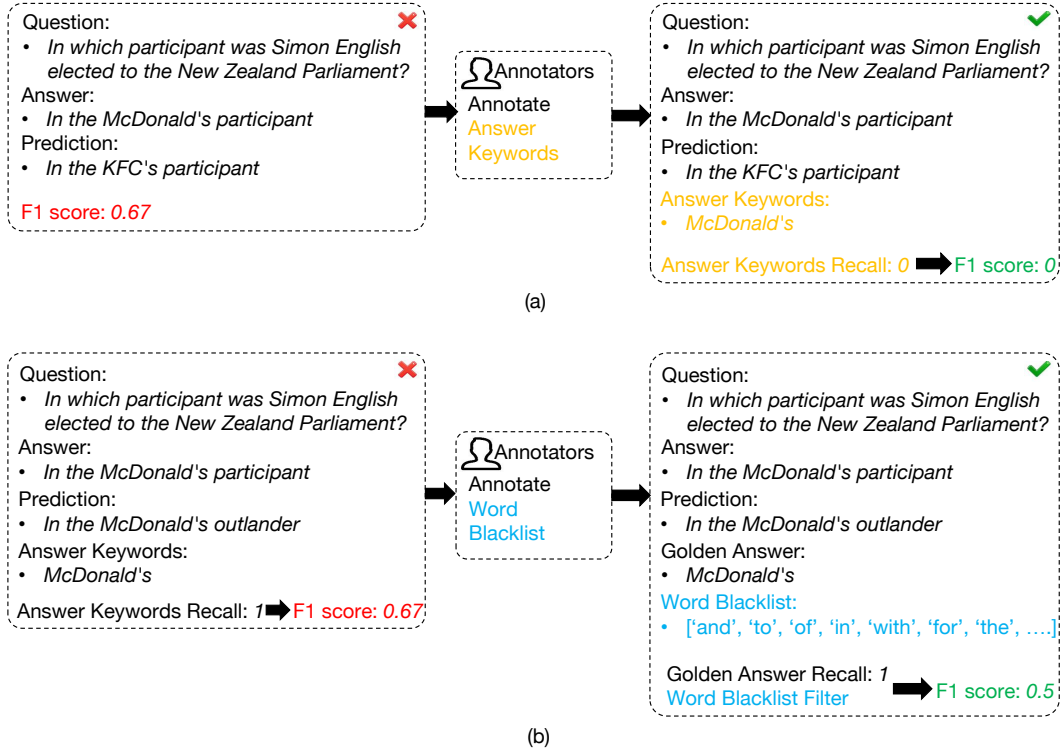 Question:
• In which participant was Simon English
elected to the New Zealand Parliament?
Answer:
• In the McDonald's participant
Prediction:
• In the KFC's participant
F1 score: 0.67
Annotators
Annotate
Answer
Keywords
Question:
• In which participant was Simon English
elected to the New Zealand Parliament?
Answer:
• In the McDonald's participant
Prediction:
• In the KFC's participant
Answer Keywords:
• McDonald's
Answer Keywords Recall: 0
F1 score: 0
(a)
Question:
• In which participant was Simon English
elected to the New Zealand Parliament?
Answer:
• In the McDonald's participant
Prediction:
• In the McDonald's outlander
Answer Keywords:
• McDonald's
Answer Keywords Recall: 1
F1 score: 0.67
Annotators
Annotate
Word
Blacklist
Question:
• In which participant was Simon English
elected to the New Zealand Parliament?
Answer:
• In the McDonald's participant
Prediction:
• In the McDonald's outlander
Golden Answer:
• McDonald's
Word Blacklist:
• [‘and’, ‘to’, ‘of’, ‘in’, ‘with’, ‘for’, ‘the’, ….]
Golden Answer Recall: 1
Word Blacklist Filter
F1 score: 0.5
(b)